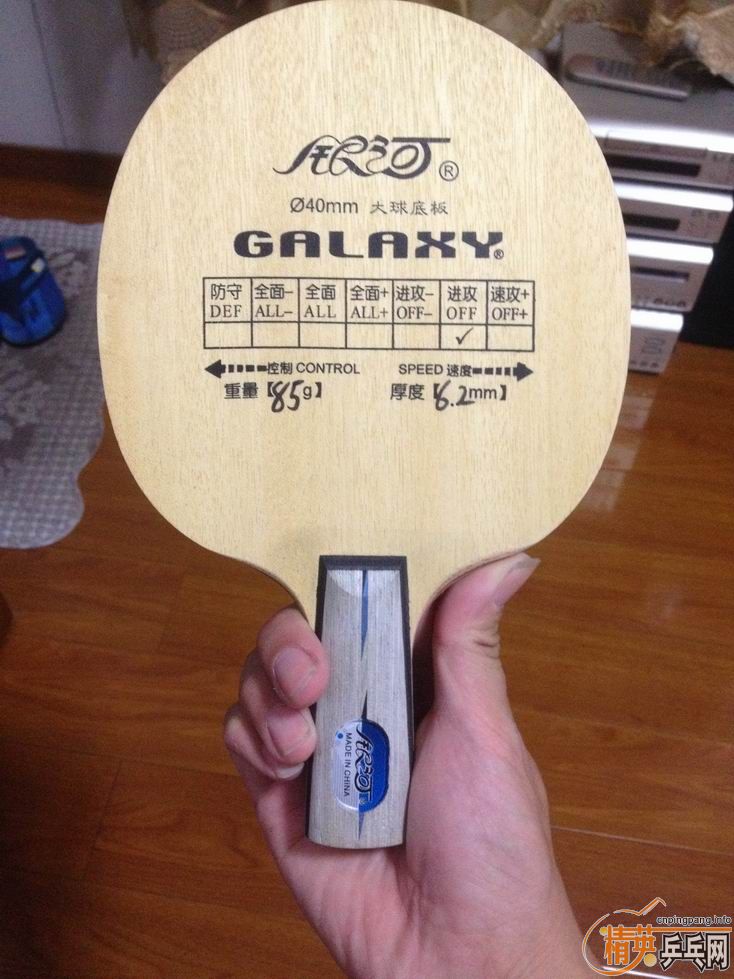 银河®
Ø40mm 大球底板
GALAXY®
防守 全面- 全面 全面+ 进攻- 进攻 速攻+
DEF ALL- ALL ALL+ OFF- OFF OFF+
✓
控制 CONTROL SPEED 速度
重量【85g】 厚度【6.2mm】
银河
MADE IN CHINA
cnpingpang.info
精英乒乓网